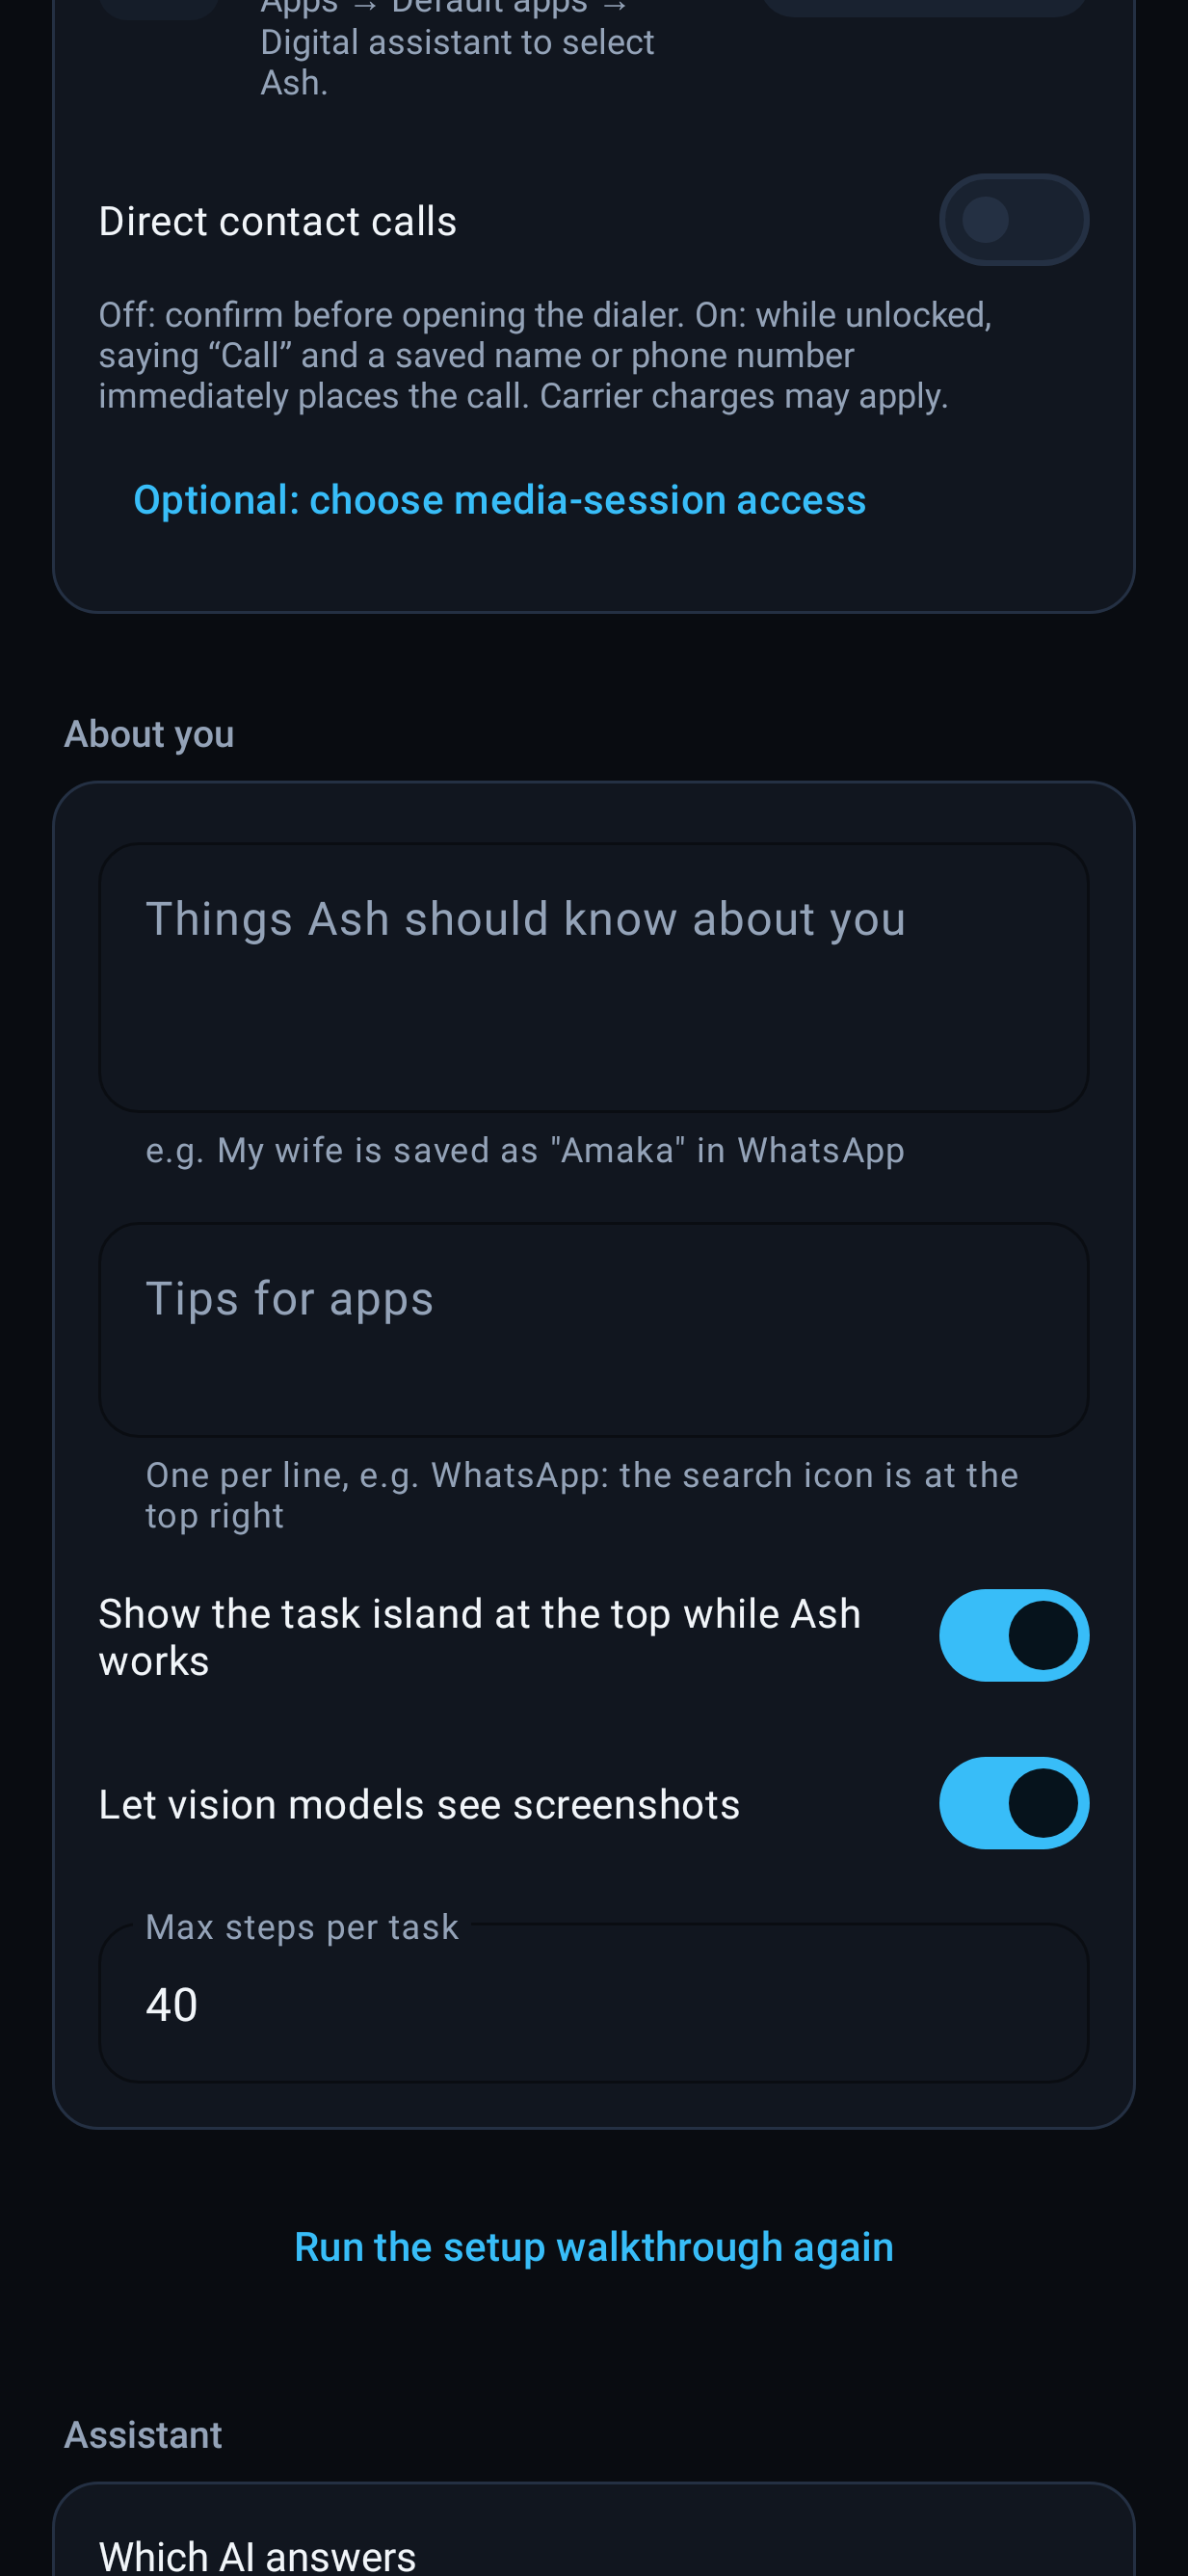 Apps → Default apps →
Digital assistant to select
Ash.
Direct contact calls
Off: confirm before opening the dialer. On: while unlocked,
saying “Call” and a saved name or phone number
immediately places the call. Carrier charges may apply.
Optional: choose media-session access
About you
Things Ash should know about you
e.g. My wife is saved as "Amaka" in WhatsApp
Tips for apps
One per line, e.g. WhatsApp: the search icon is at the
top right
Show the task island at the top while Ash
works
Let vision models see screenshots
Max steps per task
40
Run the setup walkthrough again
Assistant
Which AI answers